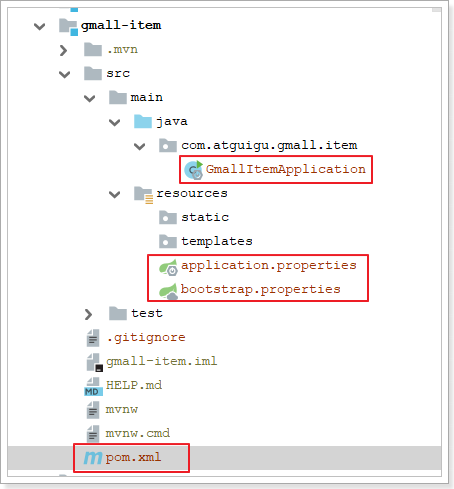 gmall-item
.mvn
src
main
java
com.atguigu.gmall.item
GmallItemApplication
resources
static
templates
application.properties
bootstrap.properties
test
.gitignore
gmall-item.iml
HELP.md
mvnw
mvnw.cmd
pom.xml